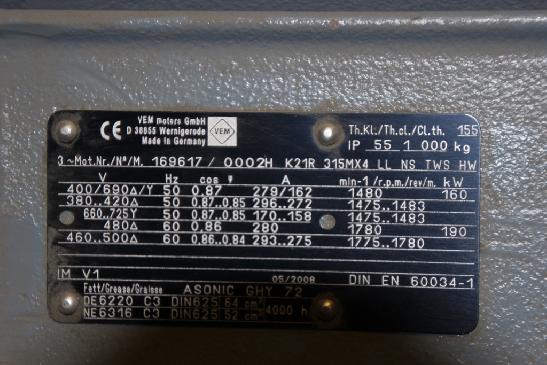 VEM motors GmbH
D 38855 Wernigerode
Made in Germany
CE
VEM
Th.Kl./Th.cl./Cl.th. 155
IP 55 1 000 kg
3~Mot.Nr./N°/M. 169617 / 0002H K21R 315MX4 LL NS TWS HW
V Hz cos φ A min-1/r.p.m./rev/m. kW
400/690Δ/Y 50 0.87 279/162 1480 160
380..420Δ 50 0.87..0.85 296..272 1475..1483
660..725Y 50 0.87..0.85 170..158 1475..1483
480Δ 60 0.86 280 1780 190
460..500Δ 60 0.86..0.84 293..275 1775..1780
IM V1 05/2008 DIN EN 60034-1
Fett/Grease/Graisse ASONIC GHY 72
DE6220 C3 DIN625 64 cm³
NE6316 C3 DIN625 52 cm³ 4000 h